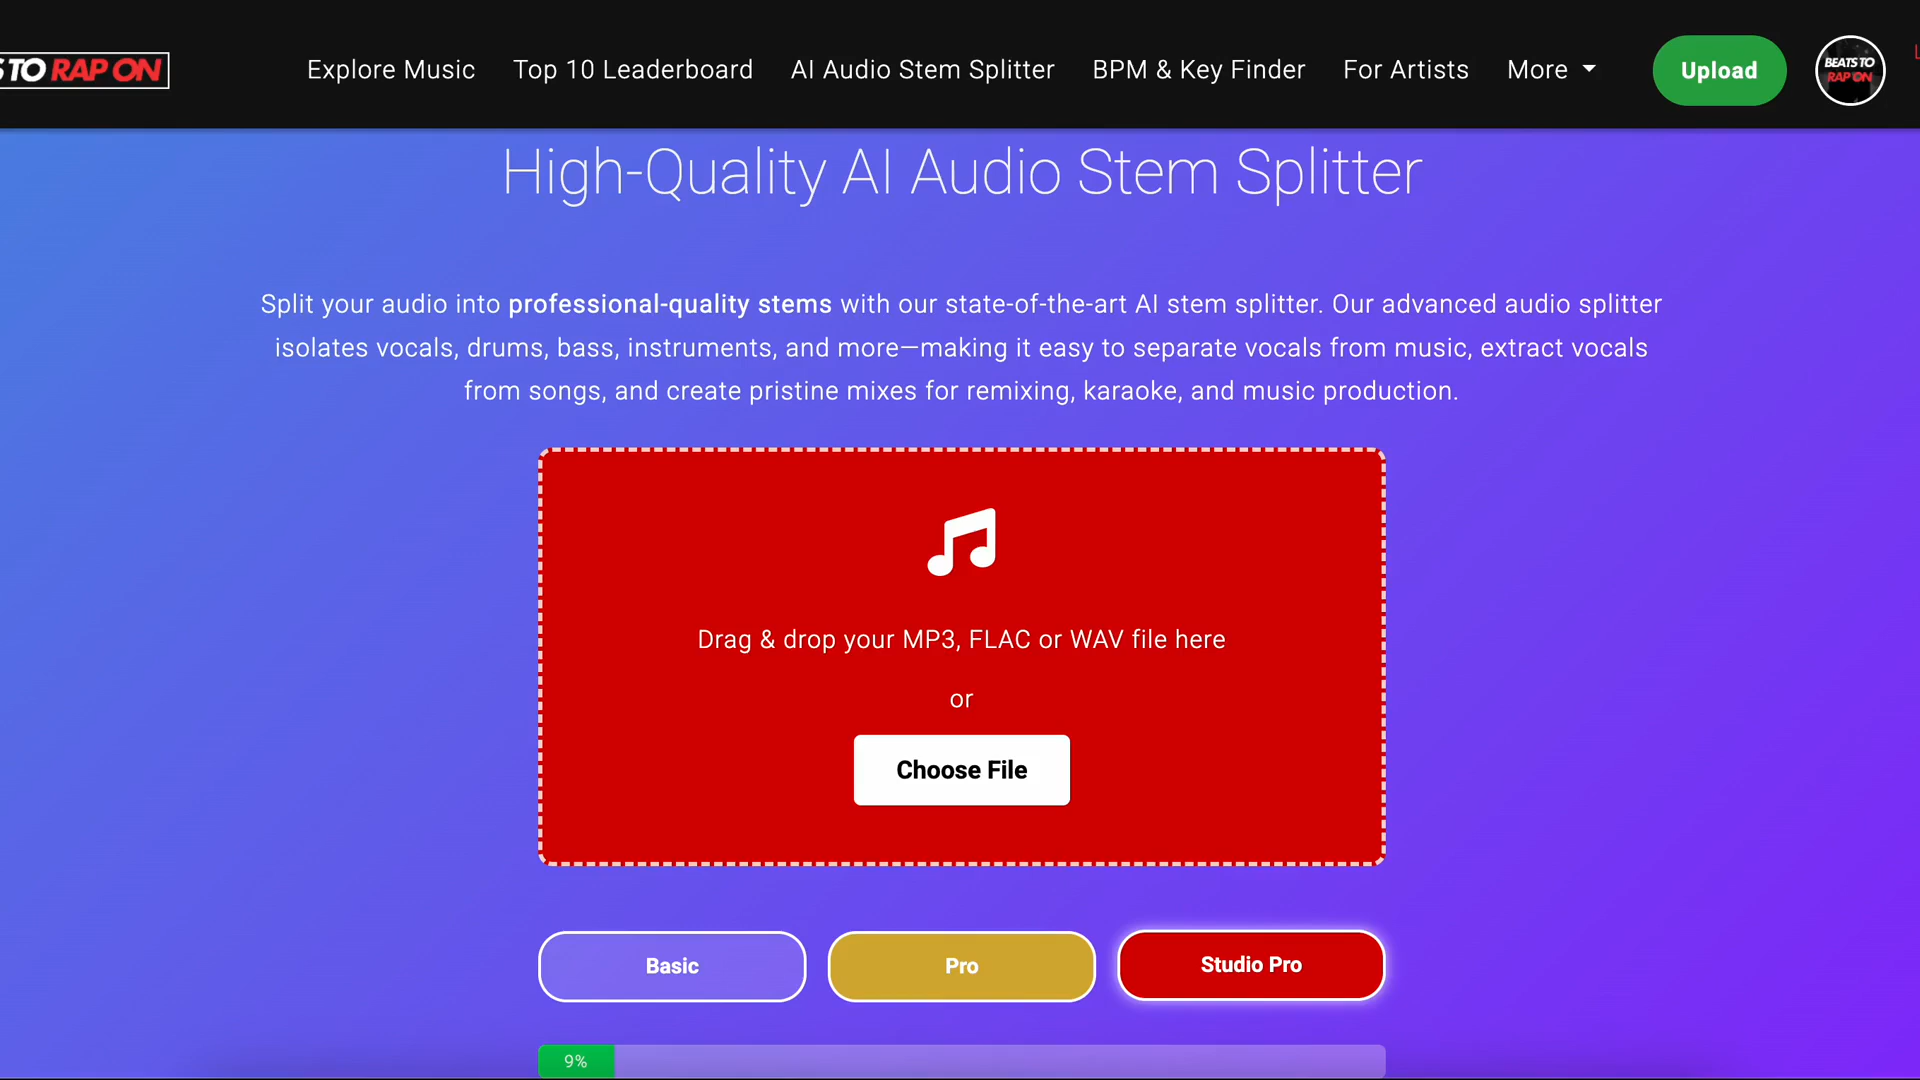 TO RAP ON
Explore Music
Top 10 Leaderboard
AI Audio Stem Splitter
BPM & Key Finder
For Artists
More
Upload
BEATS TO
RAP ON
High-Quality AI Audio Stem Splitter
Split your audio into professional-quality stems with our state-of-the-art AI stem splitter. Our advanced audio splitter
isolates vocals, drums, bass, instruments, and more—making it easy to separate vocals from music, extract vocals
from songs, and create pristine mixes for remixing, karaoke, and music production.
Drag & drop your MP3, FLAC or WAV file here
or
Choose File
Basic
Pro
Studio Pro
9%